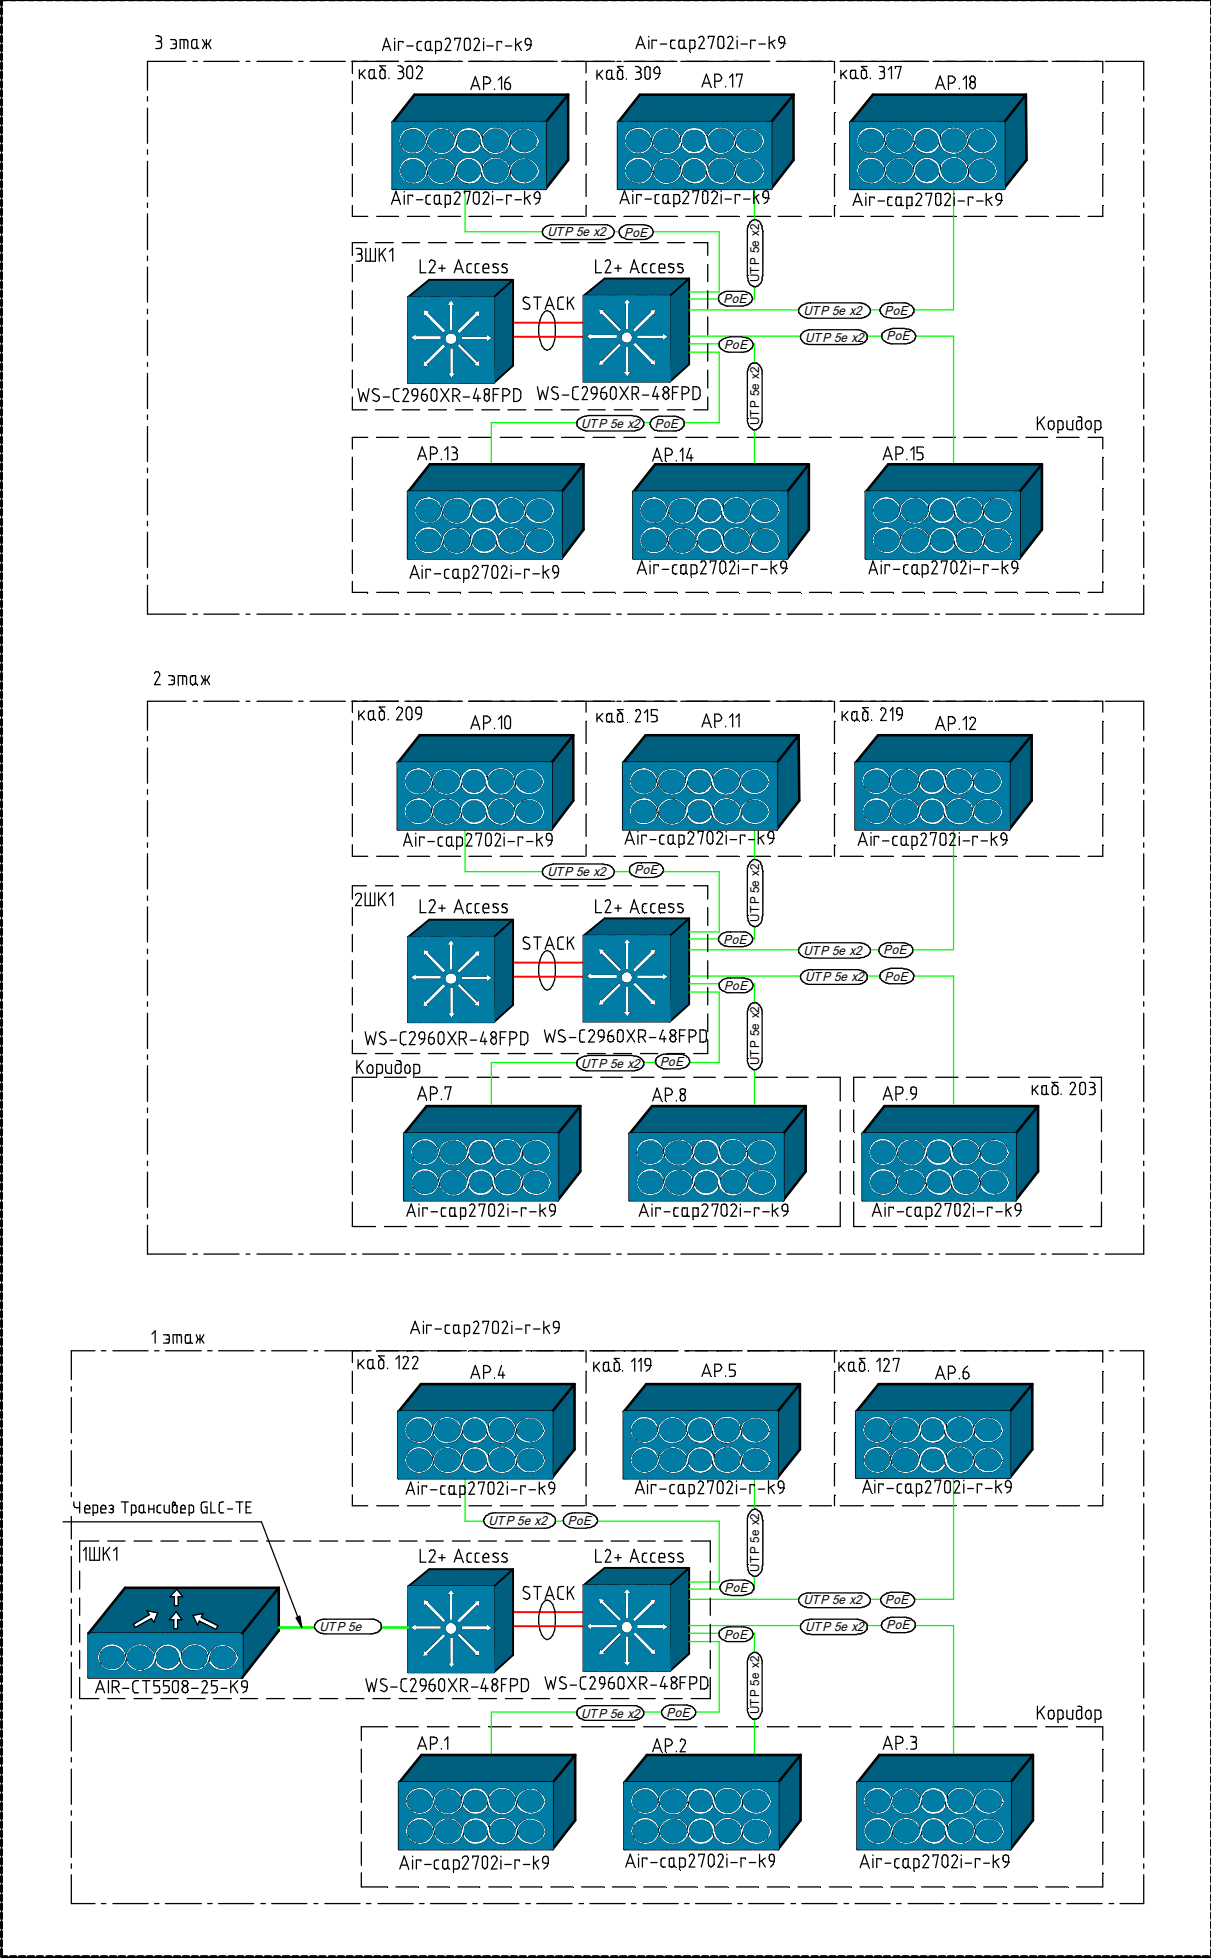 3 этаж
Air-cap2702i-r-k9
Air-cap2702i-r-k9
каб. 302
AP.16
каб. 309
AP.17
каб. 317
AP.18
Air-cap2702i-r-k9
Air-cap2702i-r-k9
Air-cap2702i-r-k9
UTP 5e x2
PoE
UTP 5e x2
3ШК1
L2+ Access
L2+ Access
PoE
STACK
UTP 5e x2
PoE
UTP 5e x2
PoE
PoE
UTP 5e x2
WS-C2960XR-48FPD
WS-C2960XR-48FPD
UTP 5e x2
PoE
Коридор
AP.13
AP.14
AP.15
Air-cap2702i-r-k9
Air-cap2702i-r-k9
Air-cap2702i-r-k9
2 этаж
каб. 209
AP.10
каб. 215
AP.11
каб. 219
AP.12
Air-cap2702i-r-k9
Air-cap2702i-r-k9
Air-cap2702i-r-k9
UTP 5e x2
PoE
UTP 5e x2
2ШК1
L2+ Access
L2+ Access
PoE
STACK
UTP 5e x2
PoE
UTP 5e x2
PoE
PoE
UTP 5e x2
WS-C2960XR-48FPD
WS-C2960XR-48FPD
UTP 5e x2
PoE
Коридор
AP.7
AP.8
AP.9
каб. 203
Air-cap2702i-r-k9
Air-cap2702i-r-k9
Air-cap2702i-r-k9
1 этаж
Air-cap2702i-r-k9
каб. 122
AP.4
каб. 119
AP.5
каб. 127
AP.6
Air-cap2702i-r-k9
Air-cap2702i-r-k9
Air-cap2702i-r-k9
Через Трансивер GLC-TE
UTP 5e x2
PoE
UTP 5e x2
1ШК1
L2+ Access
L2+ Access
PoE
STACK
UTP 5e x2
PoE
UTP 5e
UTP 5e x2
PoE
PoE
UTP 5e x2
AIR-CT5508-25-K9
WS-C2960XR-48FPD
WS-C2960XR-48FPD
UTP 5e x2
PoE
Коридор
AP.1
AP.2
AP.3
Air-cap2702i-r-k9
Air-cap2702i-r-k9
Air-cap2702i-r-k9